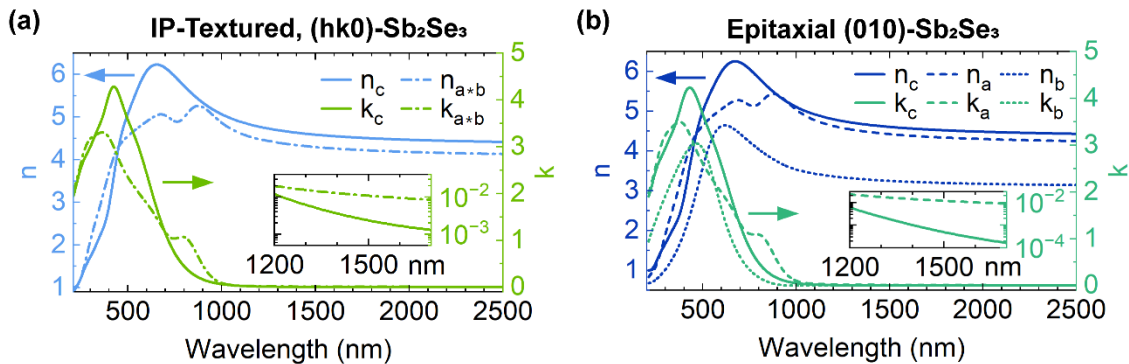 (a)
IP-Textured, (hk0)-Sb₂Se₃
n_c n_{a*b}
k_c k_{a*b}
6
5
4
3
2
1
n
5
4
3
2
1
0
k
10⁻²
10⁻³
1200 1500 nm
500 1000 1500 2000 2500
Wavelength (nm)
(b)
Epitaxial (010)-Sb₂Se₃
n_c n_a n_b
k_c k_a k_b
6
5
4
3
2
1
n
5
4
3
2
1
0
k
10⁻²
10⁻⁴
1200 1500 nm
500 1000 1500 2000 2500
Wavelength (nm)